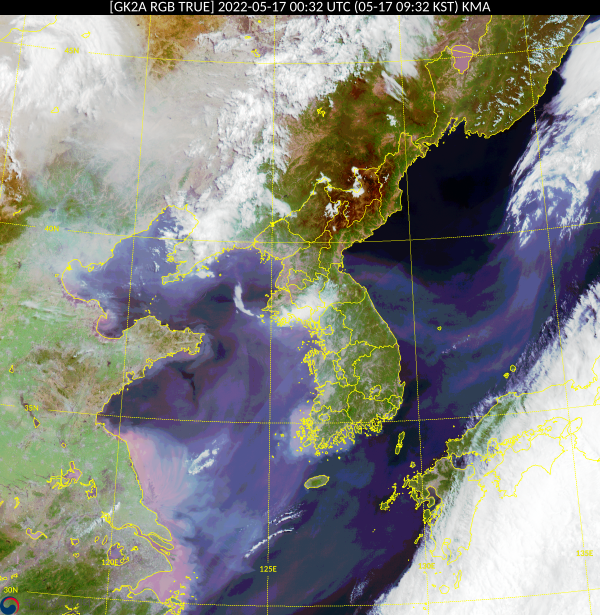 [GK2A RGB TRUE] 2022-05-17 00:32 UTC (05-17 09:32 KST) KMA
40N
35N
120E
125E
30N